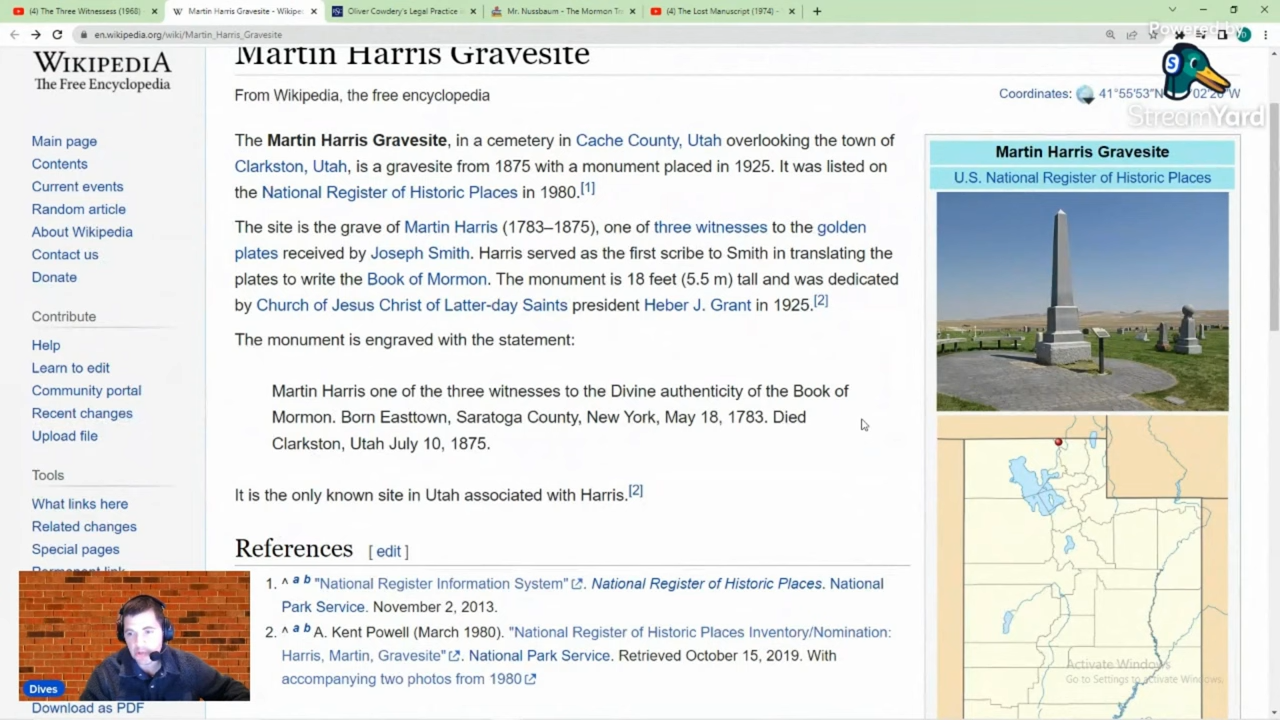 (4) The Three Witnessess (1968)
Martin Harris Gravesite - Wikipe
Oliver Cowdery's Legal Practice
Mr. Nussbaum - The Mormon Tr
(4) The Lost Manuscript (1974) -
en.wikipedia.org/wiki/Martin_Harris_Gravesite
Powered by
StreamYard
WIKIPEDIA
The Free Encyclopedia
Main page
Contents
Current events
Random article
About Wikipedia
Contact us
Donate
Contribute
Help
Learn to edit
Community portal
Recent changes
Upload file
Tools
What links here
Related changes
Special pages
Permanent link
Download as PDF
Martin Harris Gravesite
From Wikipedia, the free encyclopedia
Coordinates: 41°55′53″N
The Martin Harris Gravesite, in a cemetery in Cache County, Utah overlooking the town of
Clarkston, Utah, is a gravesite from 1875 with a monument placed in 1925. It was listed on
the National Register of Historic Places in 1980.[1]
The site is the grave of Martin Harris (1783–1875), one of three witnesses to the golden
plates received by Joseph Smith. Harris served as the first scribe to Smith in translating the
plates to write the Book of Mormon. The monument is 18 feet (5.5 m) tall and was dedicated
by Church of Jesus Christ of Latter-day Saints president Heber J. Grant in 1925.[2]
The monument is engraved with the statement:
Martin Harris one of the three witnesses to the Divine authenticity of the Book of
Mormon. Born Easttown, Saratoga County, New York, May 18, 1783. Died
Clarkston, Utah July 10, 1875.
It is the only known site in Utah associated with Harris.[2]
References [ edit ]
1. ^ a b "National Register Information System". National Register of Historic Places. National
Park Service. November 2, 2013.
2. ^ a b A. Kent Powell (March 1980). "National Register of Historic Places Inventory/Nomination:
Harris, Martin, Gravesite". National Park Service. Retrieved October 15, 2019. With
accompanying two photos from 1980
Martin Harris Gravesite
U.S. National Register of Historic Places
Activate Windows
Go to Settings to activate Windows.
Dives